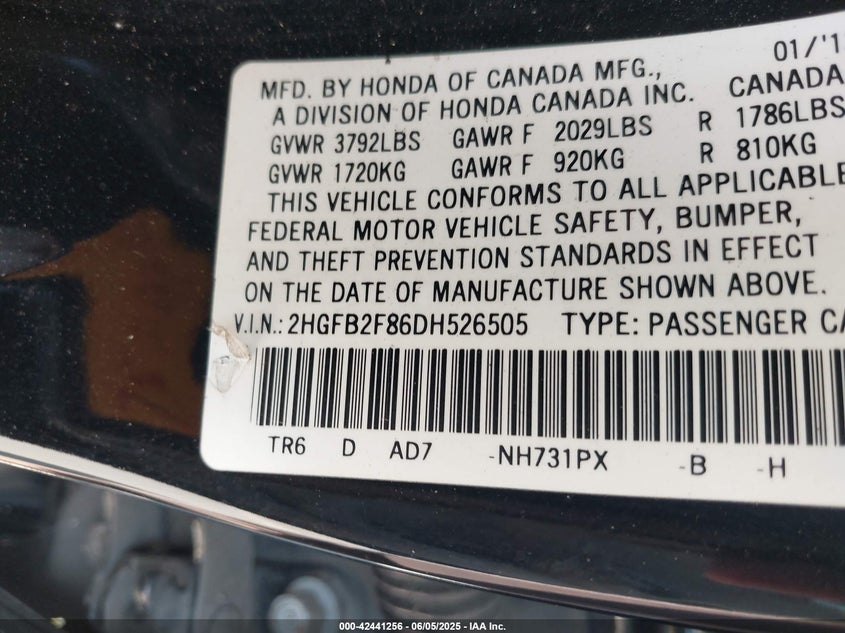 01/'1
MFD. BY HONDA OF CANADA MFG.,
A DIVISION OF HONDA CANADA INC. CANADA
GVWR 3792LBS GAWR F 2029LBS R 1786LBS
GVWR 1720KG GAWR F 920KG R 810KG
THIS VEHICLE CONFORMS TO ALL APPLICABLE
FEDERAL MOTOR VEHICLE SAFETY, BUMPER,
AND THEFT PREVENTION STANDARDS IN EFFECT
ON THE DATE OF MANUFACTURE SHOWN ABOVE.
V.I.N.: 2HGFB2F86DH526505 TYPE: PASSENGER CA
TR6 D AD7 -NH731PX -B -H
000-42441256 - 06/05/2025 - IAA Inc.